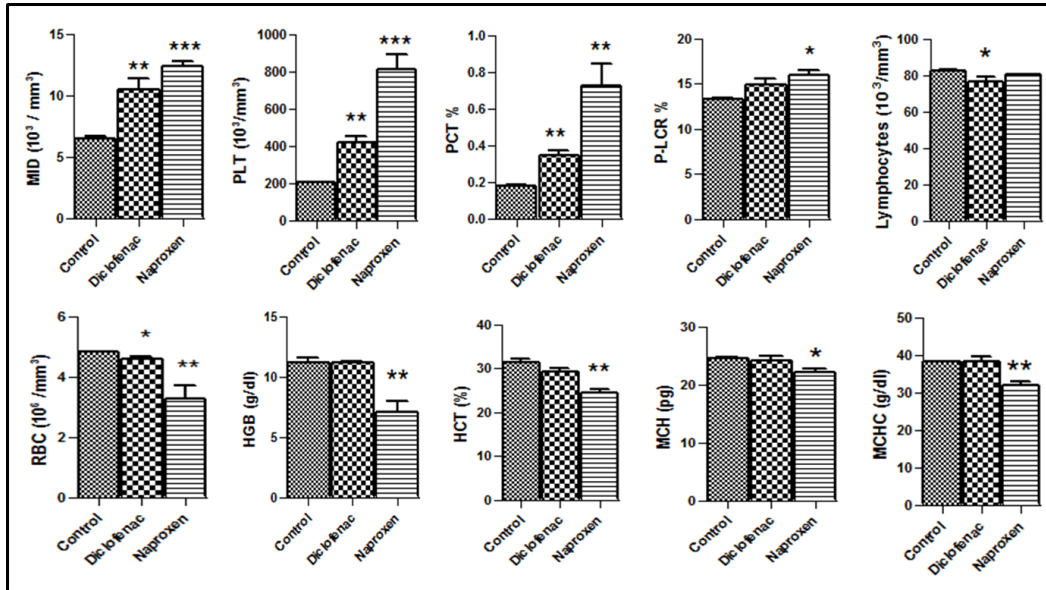 MID (10³ / mm³)
15
10
5
0
**
***
Control
Diclofenac
Naproxen
PLT (10³/mm³)
1000
800
600
400
200
0
**
***
Control
Diclofenac
Naproxen
PCT %
1.0
0.8
0.6
0.4
0.2
0.0
**
**
Control
Diclofenac
Naproxen
P-LCR %
20
15
10
5
0
*
Control
Diclofenac
Naproxen
Lymphocytes (10⁻³/mm³)
100
80
60
40
20
0
*
Control
Diclofenac
Naproxen
RBC (10⁶ /mm³)
6
4
2
0
*
**
Control
Diclofenac
Naproxen
HGB (g/dl)
15
10
5
0
**
Control
Diclofenac
Naproxen
HCT (%)
40
30
20
10
0
**
Control
Diclofenac
Naproxen
MCH (pg)
30
20
10
0
*
Control
Diclofenac
Naproxen
MCHC (g/dl)
50
40
30
20
10
0
**
Control
Diclofenac
Naproxen